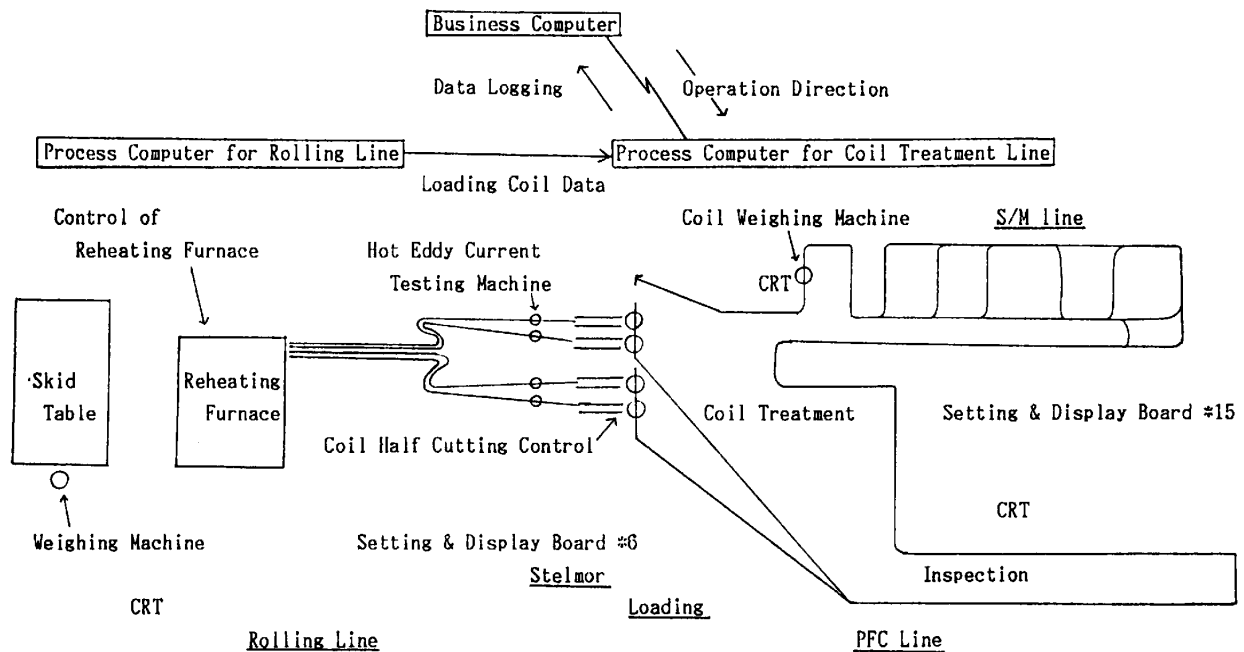 Business Computer
Data Logging
Operation Direction
Process Computer for Rolling Line
Process Computer for Coil Treatment Line
Loading Coil Data
Control of
Reheating Furnace
Coil Weighing Machine
S/M line
Hot Eddy Current
Testing Machine
CRT
Skid
Table
Reheating
Furnace
Coil Treatment
Setting & Display Board *15
Coil Half Cutting Control
CRT
Weighing Machine
Setting & Display Board *6
Stelmor
Inspection
CRT
Loading
Rolling Line
PFC Line